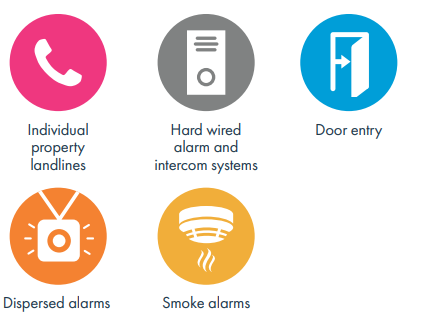 Individual
property
landlines
Hard wired
alarm and
intercom systems
Door entry
Dispersed alarms
Smoke alarms